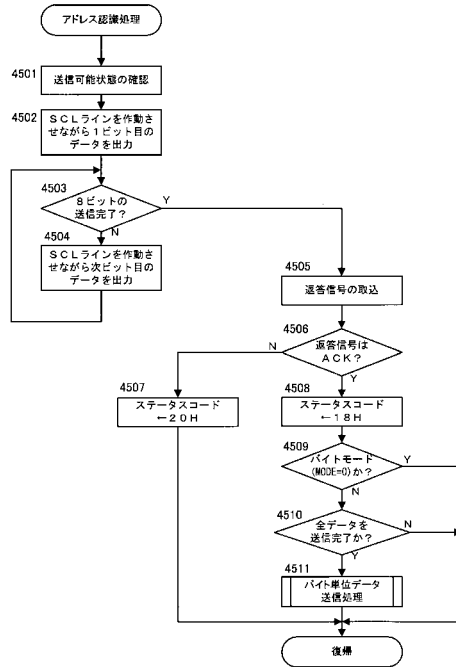 アドレス認識処理
4501
送信可能状態の確認
4502
SCLラインを作動さ
せながら1ビット目の
データを出力
4503
8ビットの
送信完了?
Y
N
4504
SCLラインを作動さ
せながら次ビット目の
データを出力
4505
返答信号の取込
4506
返答信号は
ACK?
N
Y
4507
ステータスコード
←20H
4508
ステータスコード
←18H
4509
バイトモード
(MODE=0)か?
Y
N
4510
全データを
送信完了か?
N
Y
4511
バイト単位データ
送信処理
復帰